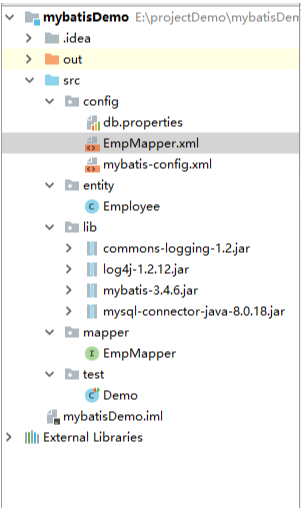 mybatisDemo E:\projectDemo\mybatisDem
.idea
out
src
config
db.properties
EmpMapper.xml
mybatis-config.xml
entity
Employee
lib
commons-logging-1.2.jar
log4j-1.2.12.jar
mybatis-3.4.6.jar
mysql-connector-java-8.0.18.jar
mapper
EmpMapper
test
Demo
mybatisDemo.iml
External Libraries